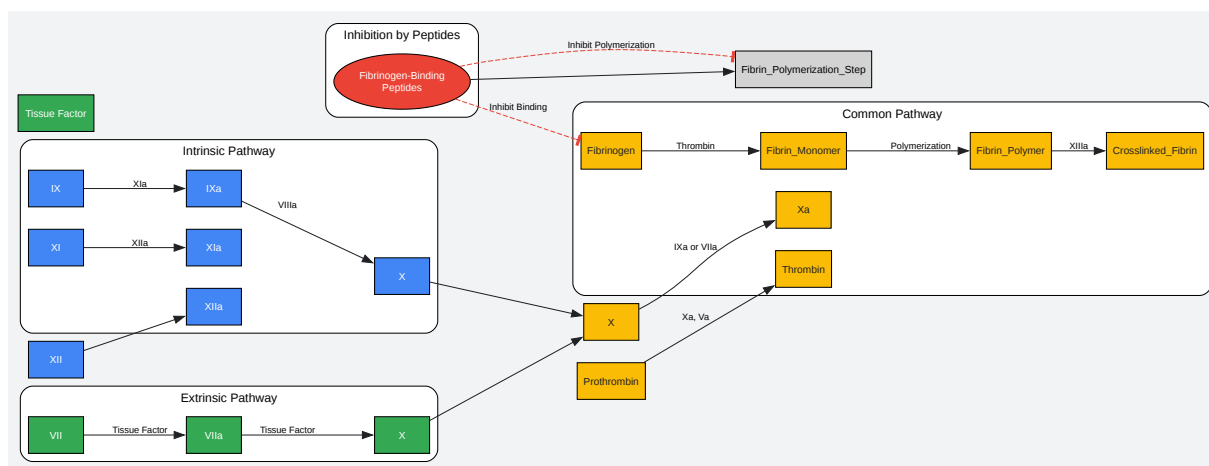 Inhibition by Peptides
Fibrinogen-Binding
Peptides
Inhibit Polymerization
Fibrin_Polymerization_Step
Inhibit Binding
Tissue Factor
Common Pathway
Fibrinogen
Thrombin
Fibrin_Monomer
Polymerization
Fibrin_Polymer
XIIIa
Crosslinked_Fibrin
Intrinsic Pathway
IX
XIa
IXa
VIIIa
XI
XIIa
XIa
X
XIIa
XII
Xa
IXa or VIIa
Thrombin
X
Xa, Va
Prothrombin
Extrinsic Pathway
VII
Tissue Factor
VIIa
Tissue Factor
X